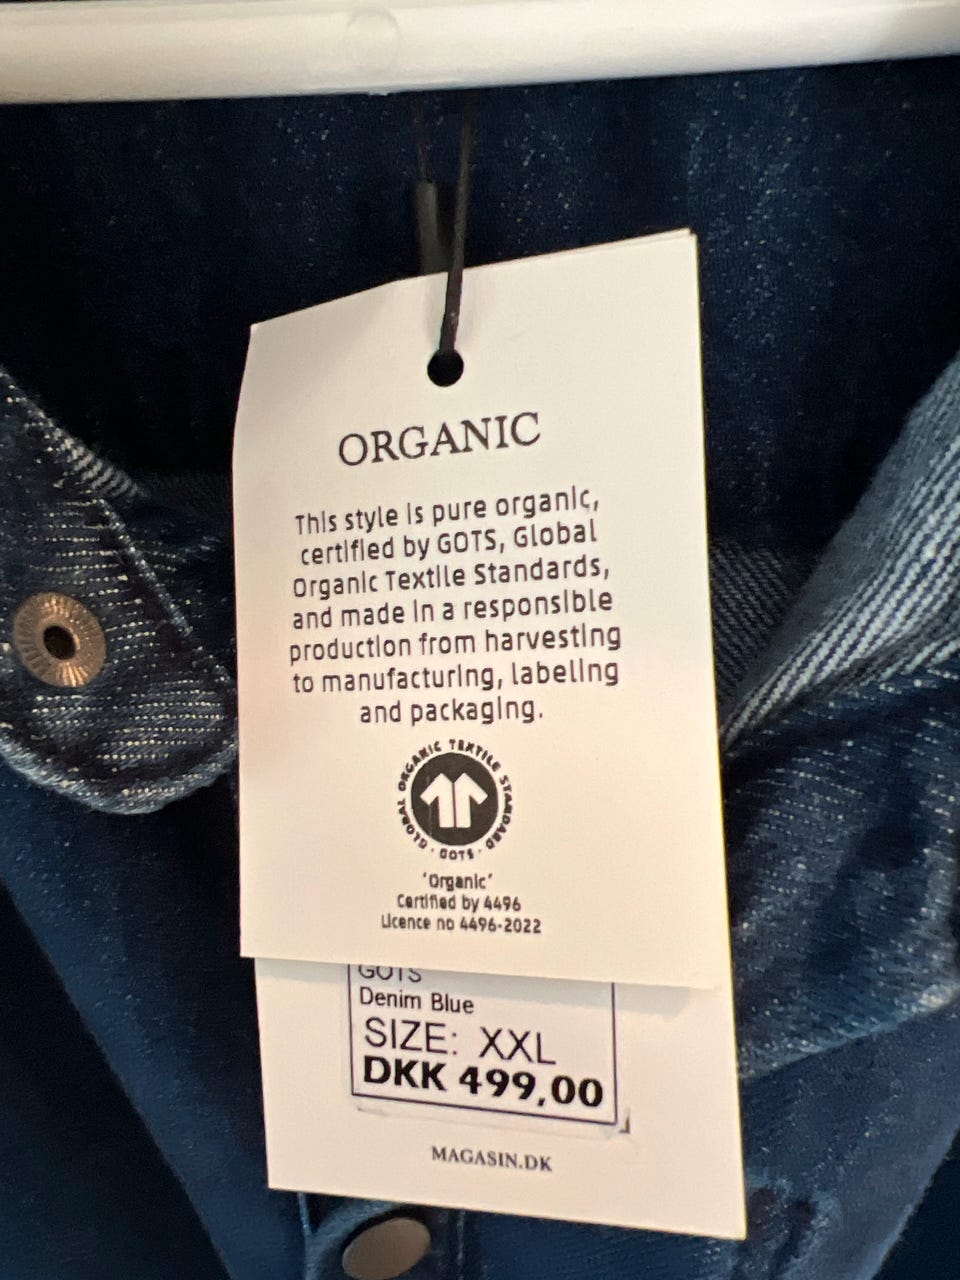 ORGANIC
This style is pure organic,
certified by GOTS, Global
Organic Textile Standards,
and made in a responsible
production from harvesting
to manufacturing, labeling
and packaging.
GLOBAL ORGANIC TEXTILE STANDARD
· GOTS ·
'Organic'
Certified by 4496
Licence no 4496-2022
GOTS
Denim Blue
SIZE: XXL
DKK 499,00
MAGASIN.DK